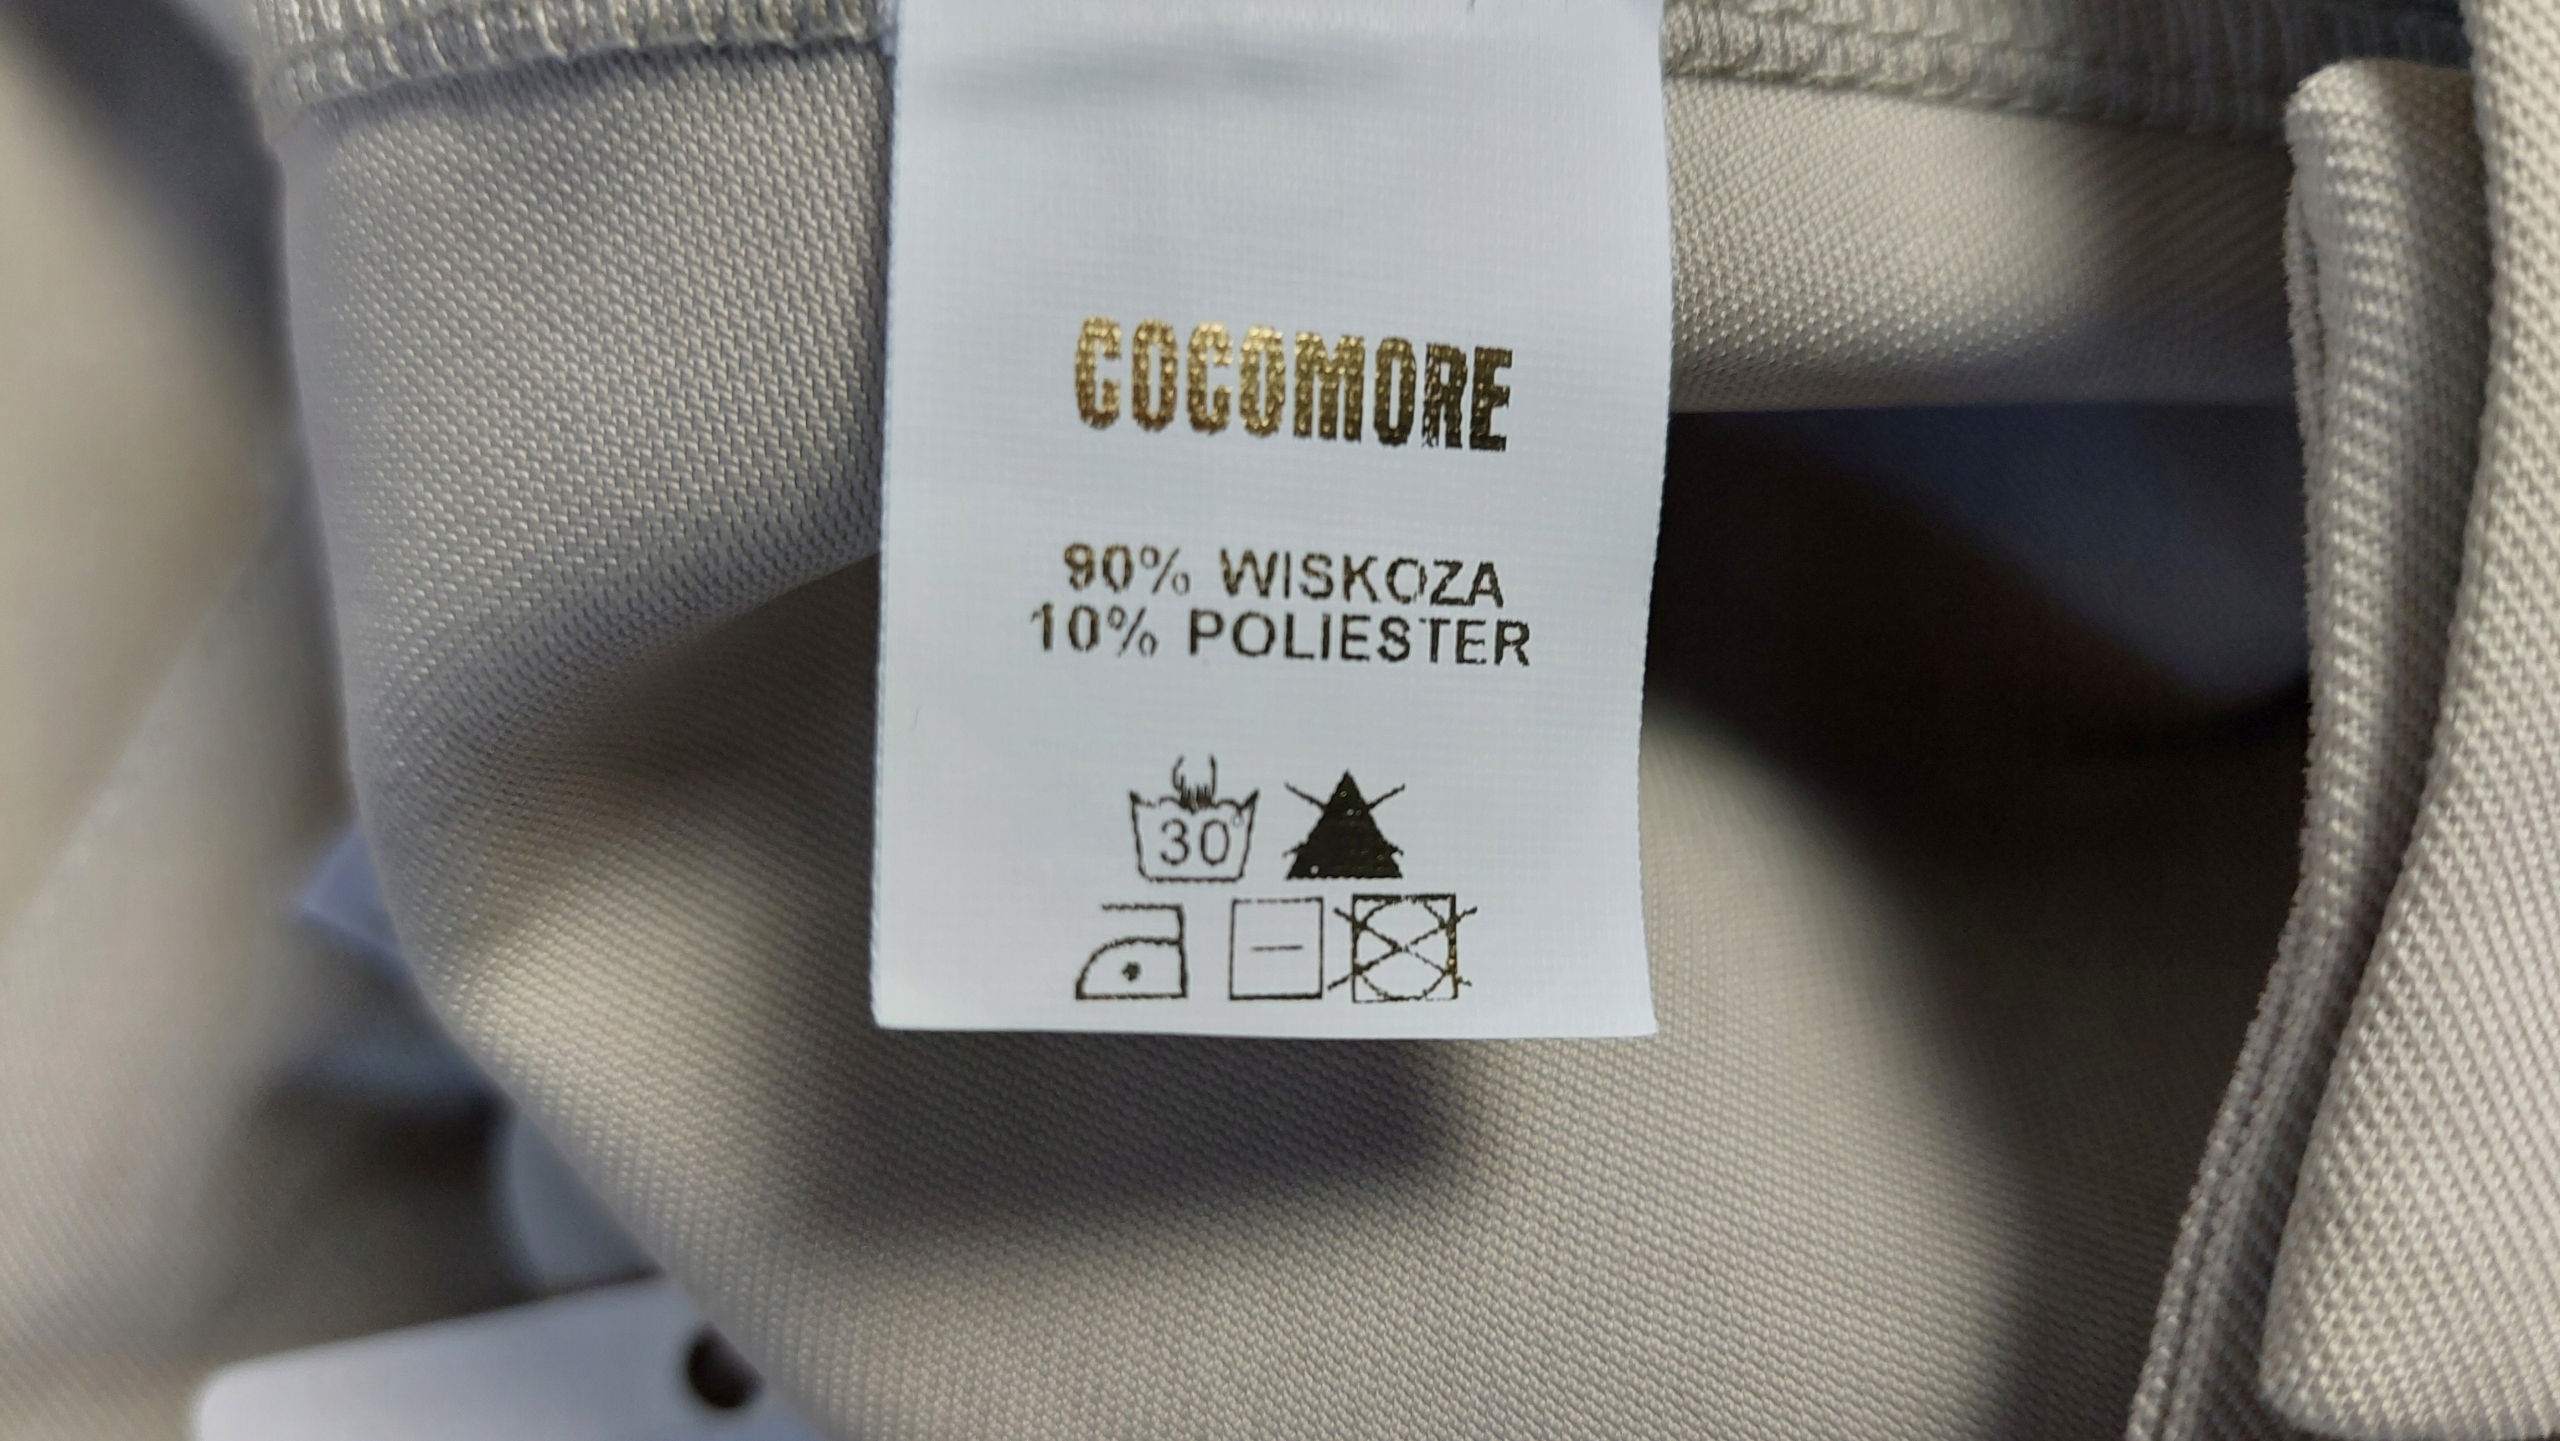 COCOMORE
90% WISKOZA
10% POLIESTER
30°